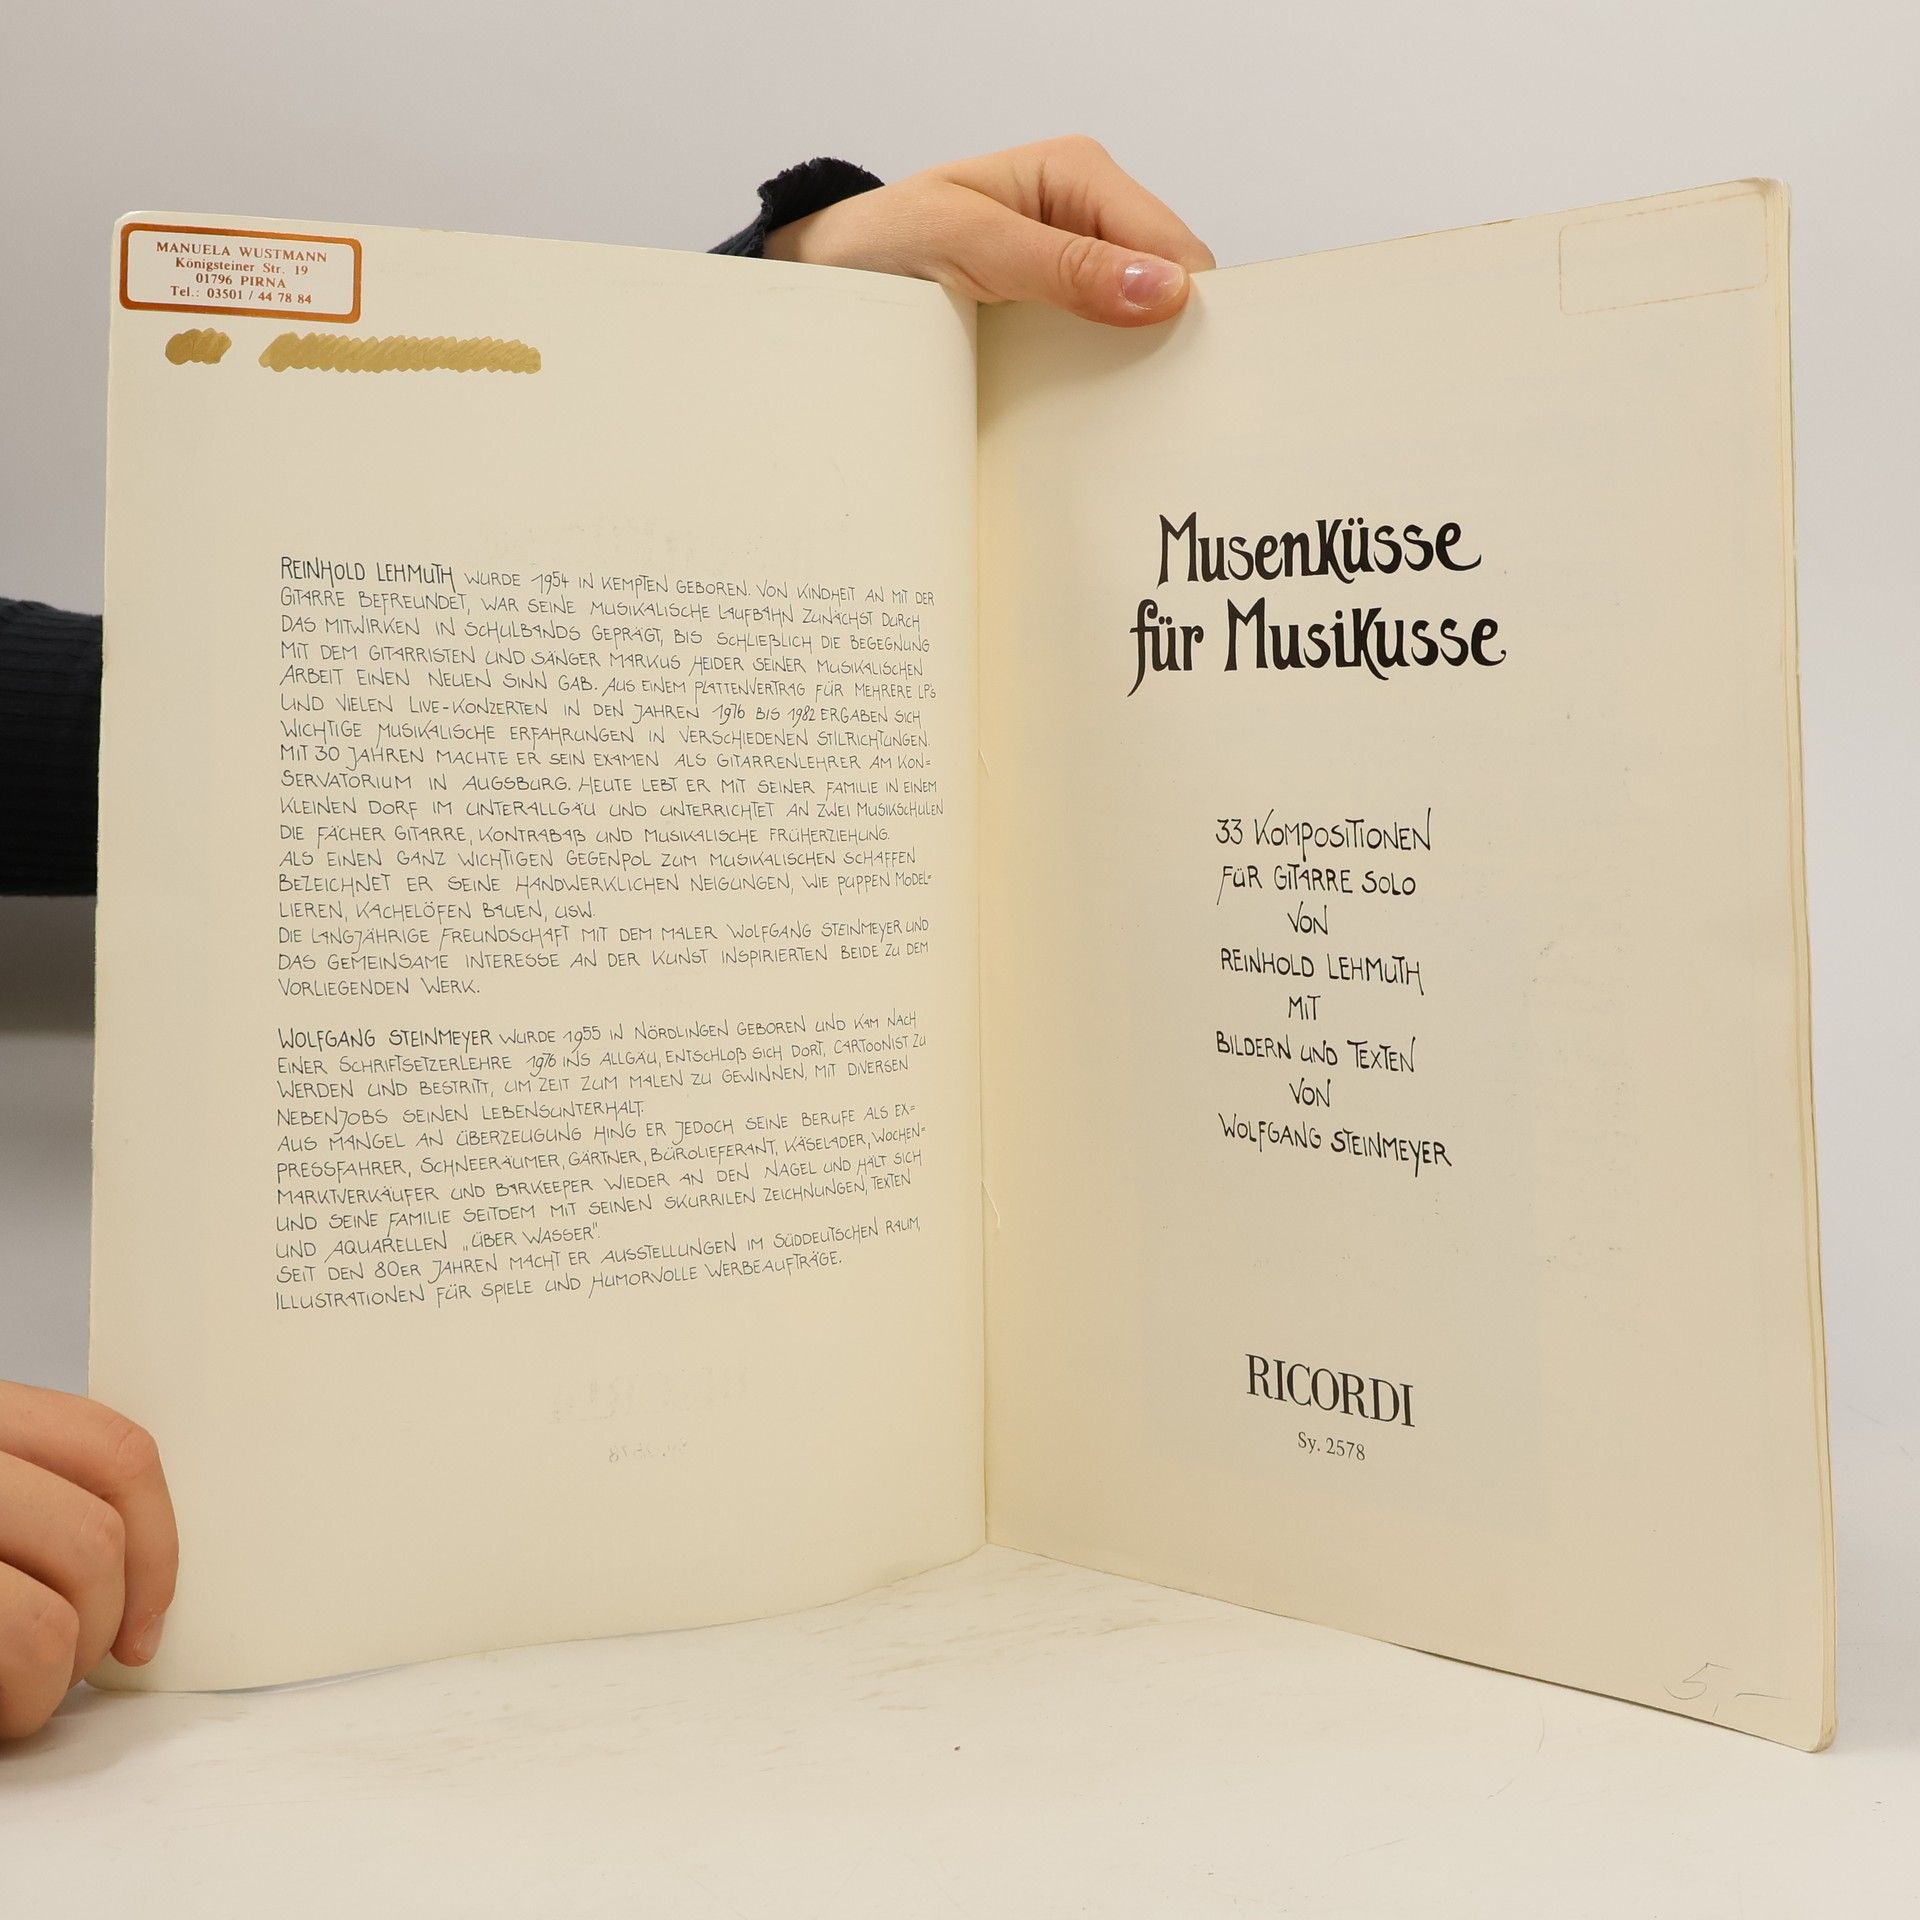 MANUELA WUSTMANN
Königsteiner Str. 19
01796 PIRNA
Tel.: 03501 / 44 78 84
REINHOLD LEHMUTH WURDE 1954 IN KEMPTEN GEBOREN. VON KINDHEIT AN MIT DER
GITARRE BEFREUNDET, WAR SEINE MUSIKALISCHE LAUFBAHN ZUNÄCHST DURCH
DAS MITWIRKEN IN SCHULBANDS GEPRÄGT, BIS SCHLIEßLICH DIE BEGEGNUNG
MIT DEM GITARRISTEN UND SÄNGER MARKUS HEIDER SEINER MUSIKALISCHEN
ARBEIT EINEN NEUEN SINN GAB. AUS EINEM PLATTENVERTRAG FÜR MEHRERE LP's
UND VIELEN LIVE-KONZERTEN IN DEN JAHREN 1976 BIS 1982 ERGABEN SICH
WICHTIGE MUSIKALISCHE ERFAHRUNGEN IN VERSCHIEDENEN STILRICHTUNGEN.
MIT 30 JAHREN MACHTE ER SEIN EXAMEN ALS GITARRENLEHRER AM KON=
SERVATORIUM IN AUGSBURG. HEUTE LEBT ER MIT SEINER FAMILIE IN EINEM
KLEINEN DORF IM UNTERALLGÄU UND UNTERRICHTET AN ZWEI MUSIKSCHULEN
DIE FÄCHER GITARRE, KONTRABAß UND MUSIKALISCHE FRÜHERZIEHUNG.
ALS EINEN GANZ WICHTIGEN GEGENPOL ZUM MUSIKALISCHEN SCHAFFEN
BEZEICHNET ER SEINE HANDWERKLICHEN NEIGUNGEN, WIE PUPPEN MODEL=
LIEREN, KACHELÖFEN BAUEN, USW.
DIE LANGJÄHRIGE FREUNDSCHAFT MIT DEM MALER WOLFGANG STEINMEYER UND
DAS GEMEINSAME INTERESSE AN DER KUNST INSPIRIERTEN BEIDE ZU DEM
VORLIEGENDEN WERK.
WOLFGANG STEINMEYER WURDE 1955 IN NÖRDLINGEN GEBOREN UND KAM NACH
EINER SCHRIFTSETZERLEHRE 1976 INS ALLGÄU, ENTSCHLOß SICH DORT, CARTOONIST ZU
WERDEN UND BESTRITT, UM ZEIT ZUM MALEN ZU GEWINNEN, MIT DIVERSEN
NEBENJOBS SEINEN LEBENSUNTERHALT.
AUS MANGEL AN ÜBERZEUGUNG HING ER JEDOCH SEINE BERUFE ALS EX=
PRESSFAHRER, SCHNEERÄUMER, GÄRTNER, BÜROLIEFERANT, KÄSELADER, WOCHEN=
MARKTVERKÄUFER UND BARKEEPER WIEDER AN DEN NAGEL UND HÄLT SICH
UND SEINE FAMILIE SEITDEM MIT SEINEN SKURRILEN ZEICHNUNGEN, TEXTEN
UND AQUARELLEN „ÜBER WASSER".
SEIT DEN 80ER JAHREN MACHT ER AUSSTELLUNGEN IM SÜDDEUTSCHEN RAUM,
ILLUSTRATIONEN FÜR SPIELE UND HUMORVOLLE WERBEAUFTRÄGE.
MusenKüsse
für MusiKusse
33 KOMPOSITIONEN
FÜR GITARRE SOLO
VON
REINHOLD LEHMUTH
MIT
BILDERN UND TEXTEN
VON
WOLFGANG STEINMEYER
RICORDI
Sy. 2578
5,–